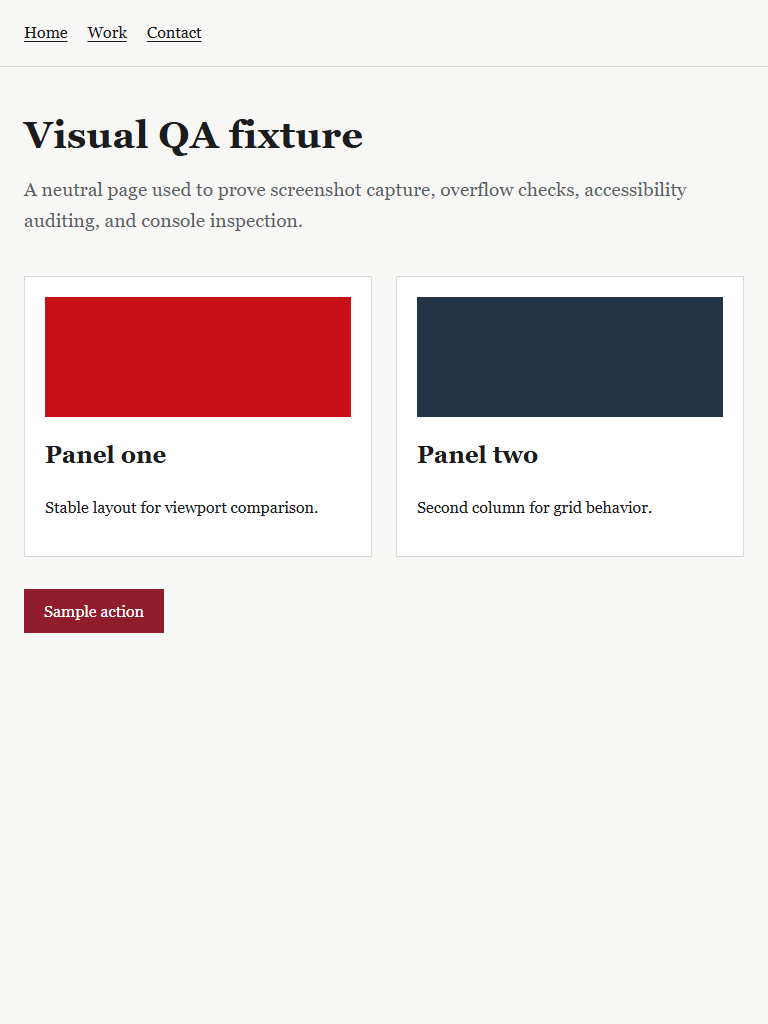 Home Work Contact
Visual QA fixture
A neutral page used to prove screenshot capture, overflow checks, accessibility
auditing, and console inspection.
Panel one
Stable layout for viewport comparison.
Panel two
Second column for grid behavior.
Sample action